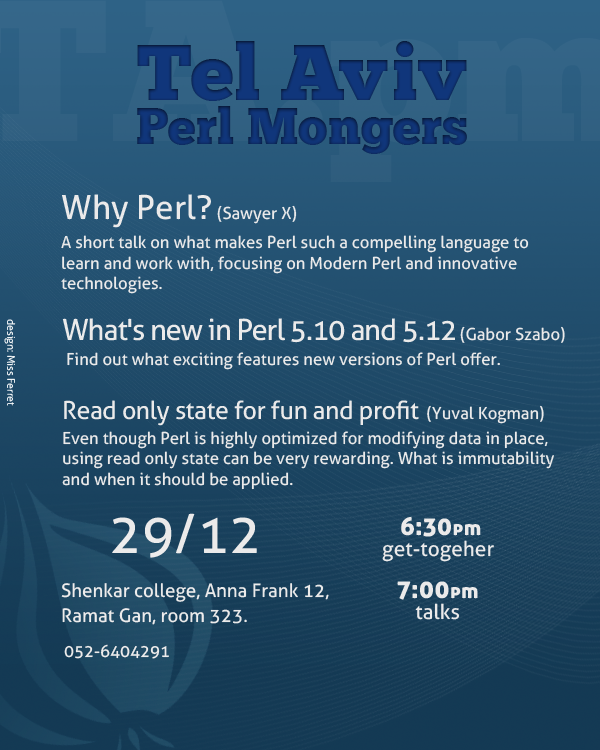 TA pm
Tel Aviv
Perl Mongers
Why Perl? (Sawyer X)
A short talk on what makes Perl such a compelling language to
learn and work with, focusing on Modern Perl and innovative
technologies.
What's new in Perl 5.10 and 5.12 (Gabor Szabo)
Find out what exciting features new versions of Perl offer.
Read only state for fun and profit (Yuval Kogman)
Even though Perl is highly optimized for modifying data in place,
using read only state can be very rewarding. What is immutability
and when it should be applied.
29/12
Shenkar college, Anna Frank 12,
Ramat Gan, room 323.
052-6404291
6:30PM
get-togeher
7:00PM
talks
design: Miss Ferret